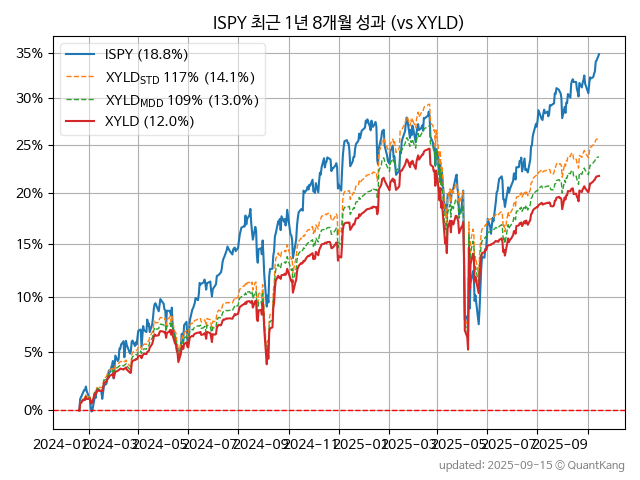 ISPY 최근 1년 8개월 성과 (vs XYLD)
ISPY (18.8%)
XYLD_STD 117% (14.1%)
XYLD_MDD 109% (13.0%)
XYLD (12.0%)
35%
30%
25%
20%
15%
10%
5%
0%
2024-01 2024-03 2024-05 2024-07 2024-09 2024-11 2025-01 2025-03 2025-05 2025-07 2025-09
updated: 2025-09-15 © QuantKang